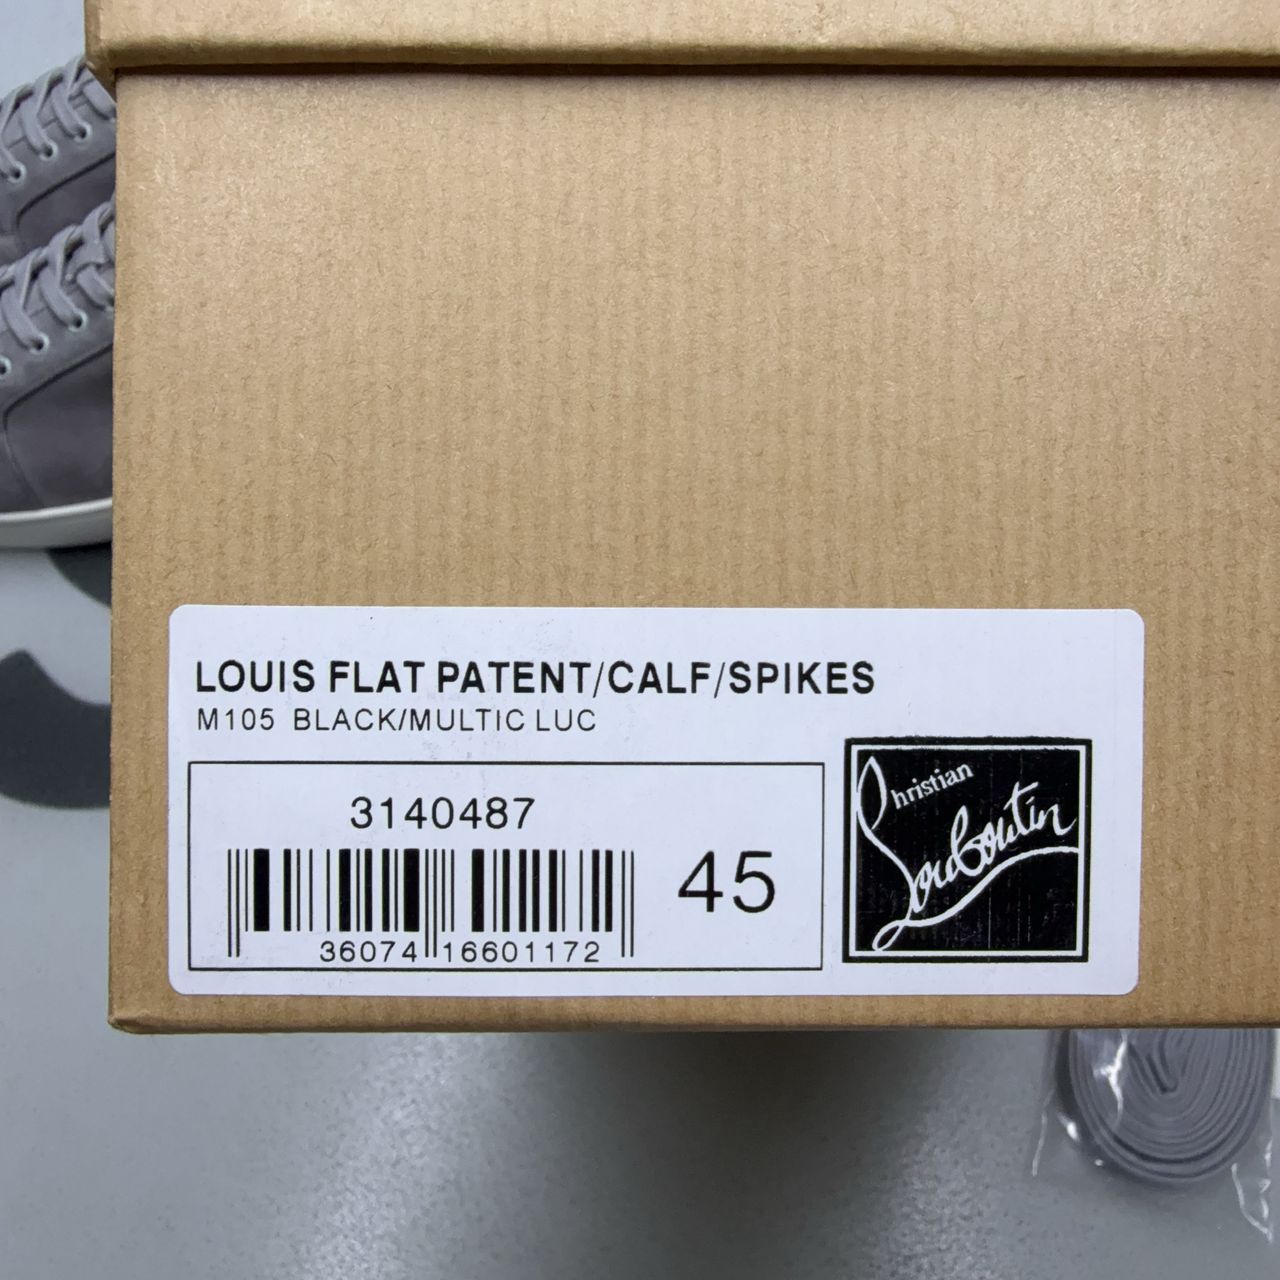 LOUIS FLAT PATENT/CALF/SPIKES
M105 BLACK/MULTIC LUC
3140487
45
36074 16601172
Christian
Louboutin